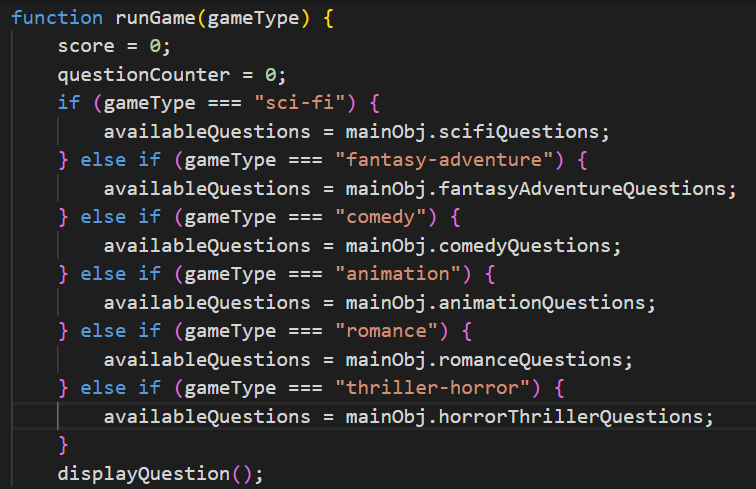 function runGame(gameType) {
    score = 0;
    questionCounter = 0;
    if (gameType === "sci-fi") {
        availableQuestions = mainObj.scifiQuestions;
    } else if (gameType === "fantasy-adventure") {
        availableQuestions = mainObj.fantasyAdventureQuestions;
    } else if (gameType === "comedy") {
        availableQuestions = mainObj.comedyQuestions;
    } else if (gameType === "animation") {
        availableQuestions = mainObj.animationQuestions;
    } else if (gameType === "romance") {
        availableQuestions = mainObj.romanceQuestions;
    } else if (gameType === "thriller-horror") {
        availableQuestions = mainObj.horrorThrillerQuestions;
    }
    displayQuestion();